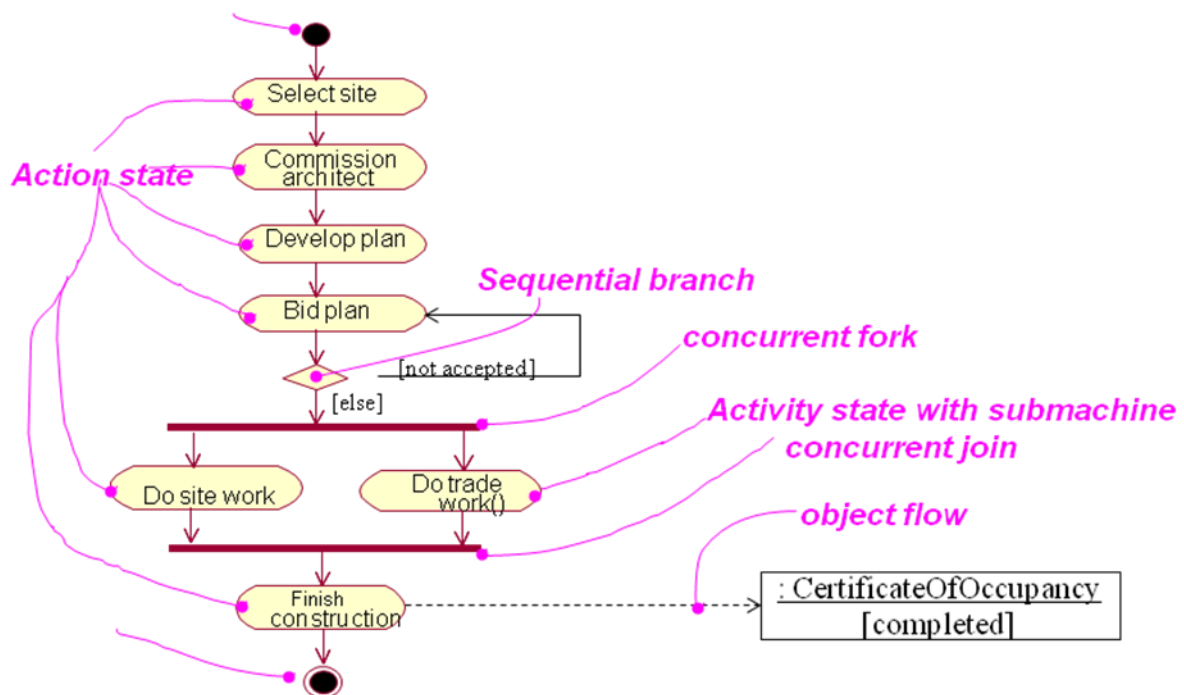 Select site
Commission
architect
Action state
Develop plan
Sequential branch
Bid plan
concurrent fork
[not accepted]
[else]
Activity state with submachine
concurrent join
Do site work
Do trade
work()
object flow
: CertificateOfOccupancy
[completed]
Finish
construction